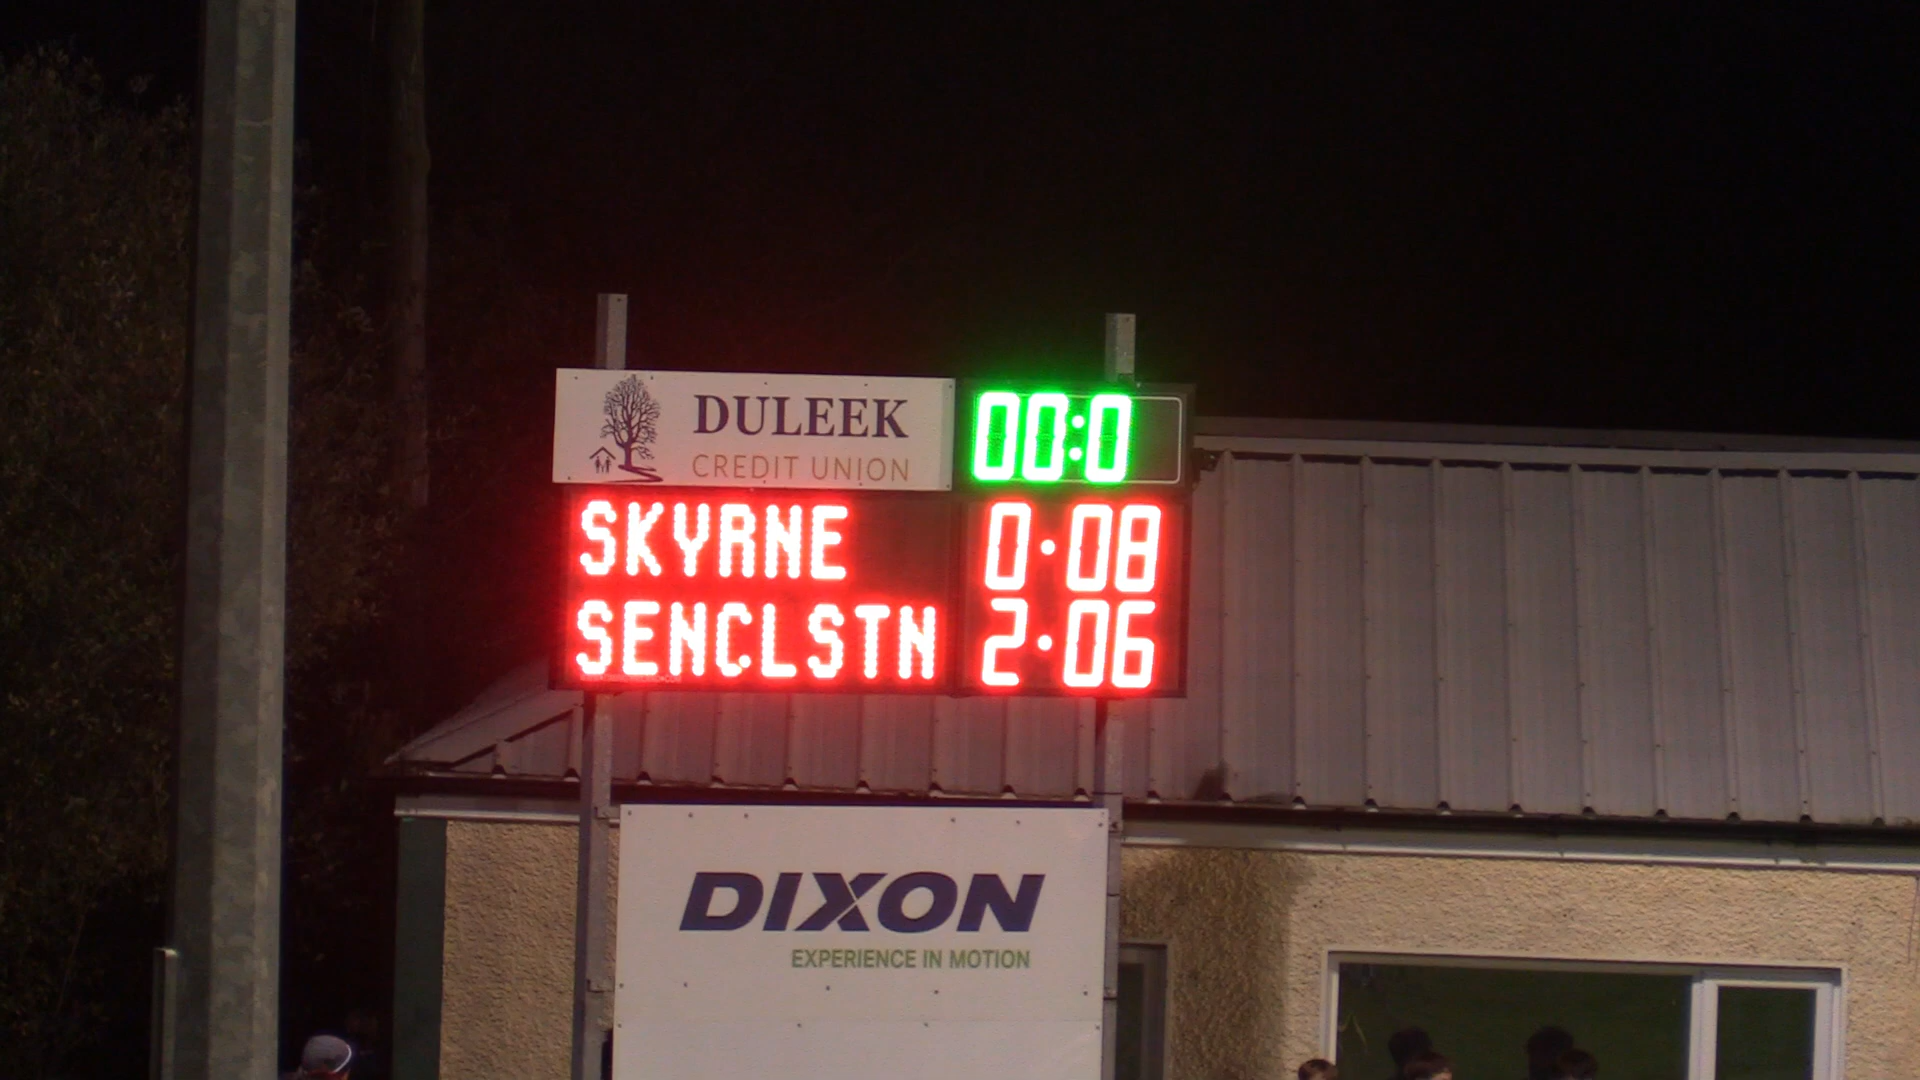 DULEEK
CREDIT UNION
00:0
SKYRNE 0·08
SENCLSTN 2·06
DIXON
EXPERIENCE IN MOTION